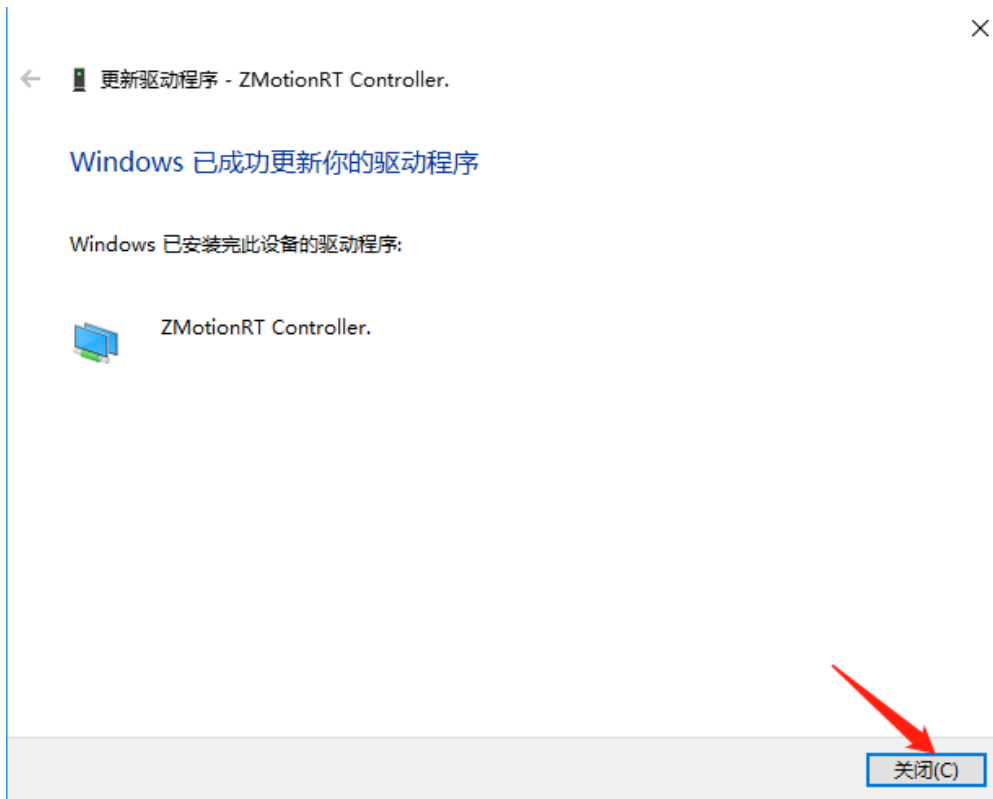 更新驱动程序 - ZMotionRT Controller.
Windows 已成功更新你的驱动程序
Windows 已安装完此设备的驱动程序:
ZMotionRT Controller.
关闭(C)